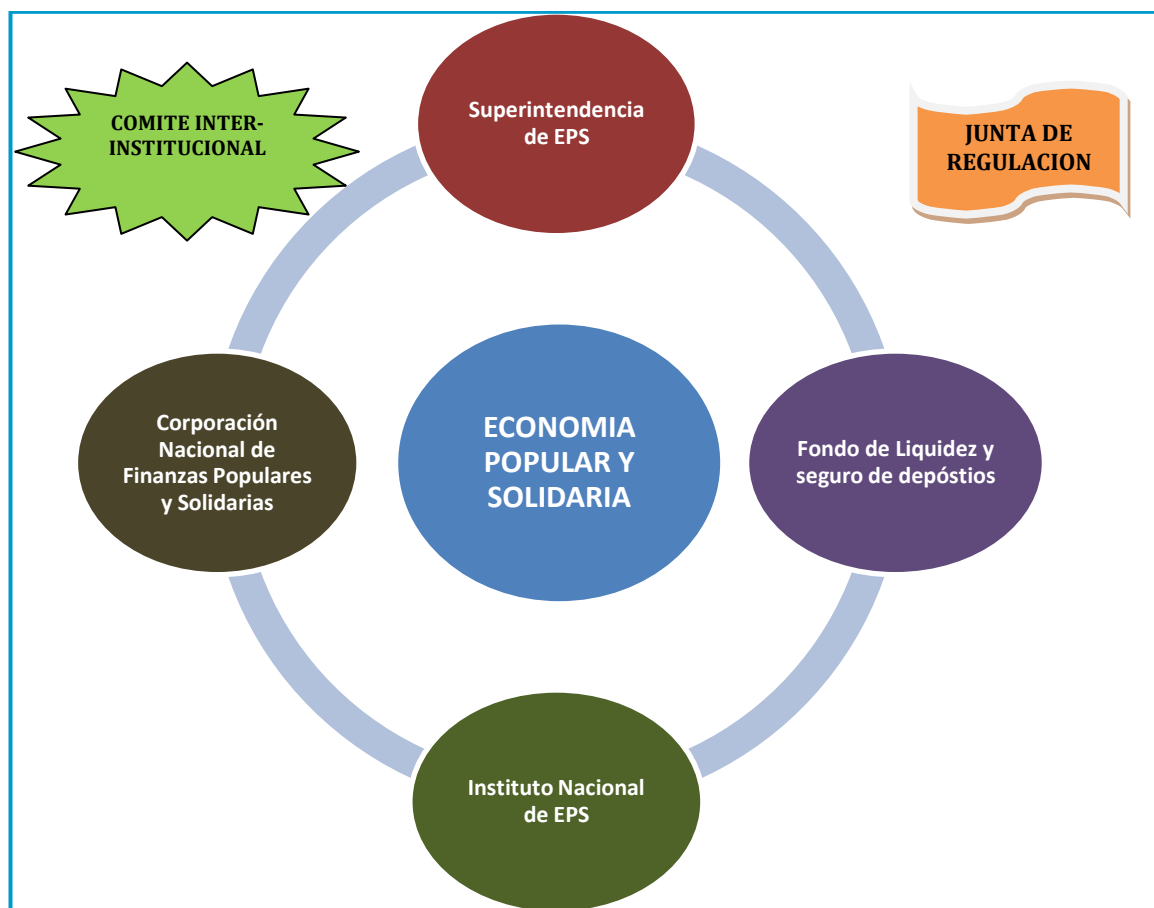 COMITE INTER-
INSTITUCIONAL
Superintendencia
de EPS
JUNTA DE
REGULACION
Corporación
Nacional de
Finanzas Populares
y Solidarias
ECONOMIA
POPULAR Y
SOLIDARIA
Fondo de Liquidez y
seguro de depóstios
Instituto Nacional
de EPS